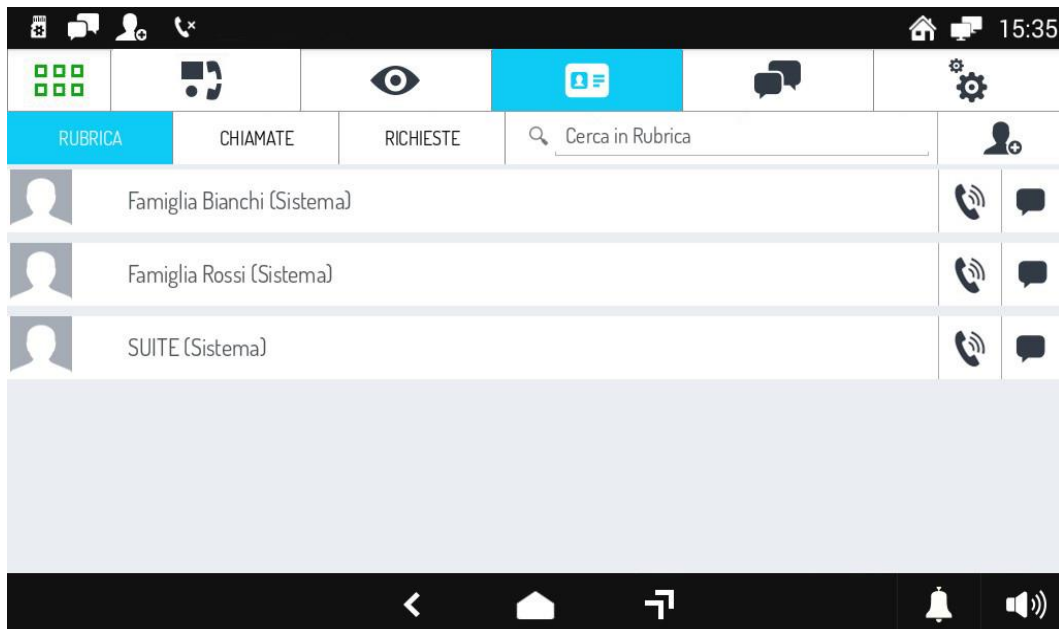 15:35
RUBRICA CHIAMATE RICHIESTE Cerca in Rubrica
Famiglia Bianchi (Sistema)
Famiglia Rossi (Sistema)
SUITE (Sistema)